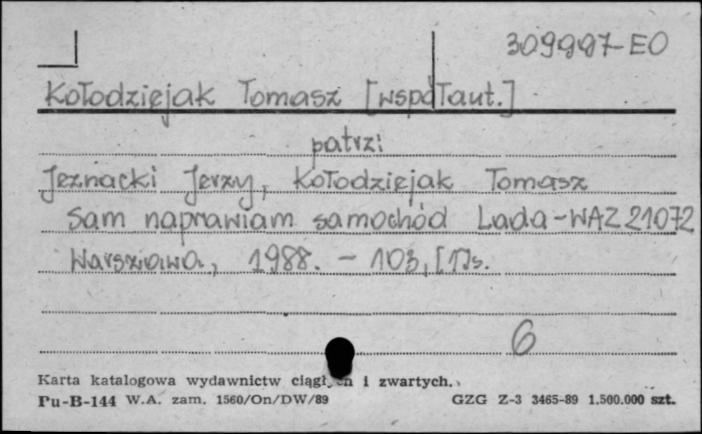 309997-EO
Kołodziejak Tomasz [współaut.]
patrz:
Jeznacki Jerzy, Kołodziejak Tomasz
Sam naprawiam samochód Lada-WAZ 21072
Warszawa, 1988. - 103,[1]s.
6
Karta katalogowa wydawnictw ciągłych i zwartych.
Pu-B-144 W.A. zam. 1560/On/DW/89 GZG Z-3 3465-89 1.500.000 szt.